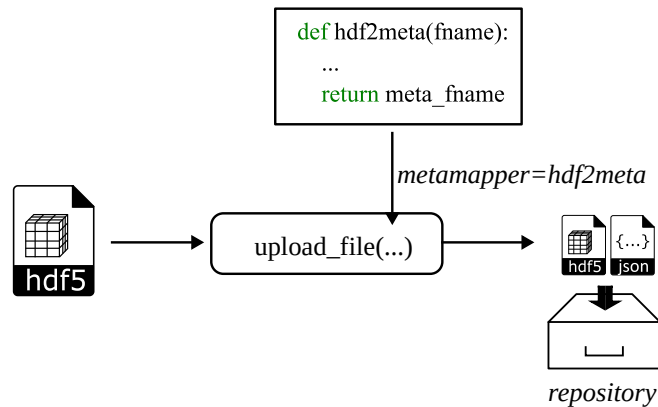 def hdf2meta(fname):
...
return meta_fname
metamapper=hdf2meta
hdf5
upload_file(...)
{...}
hdf5
json
repository